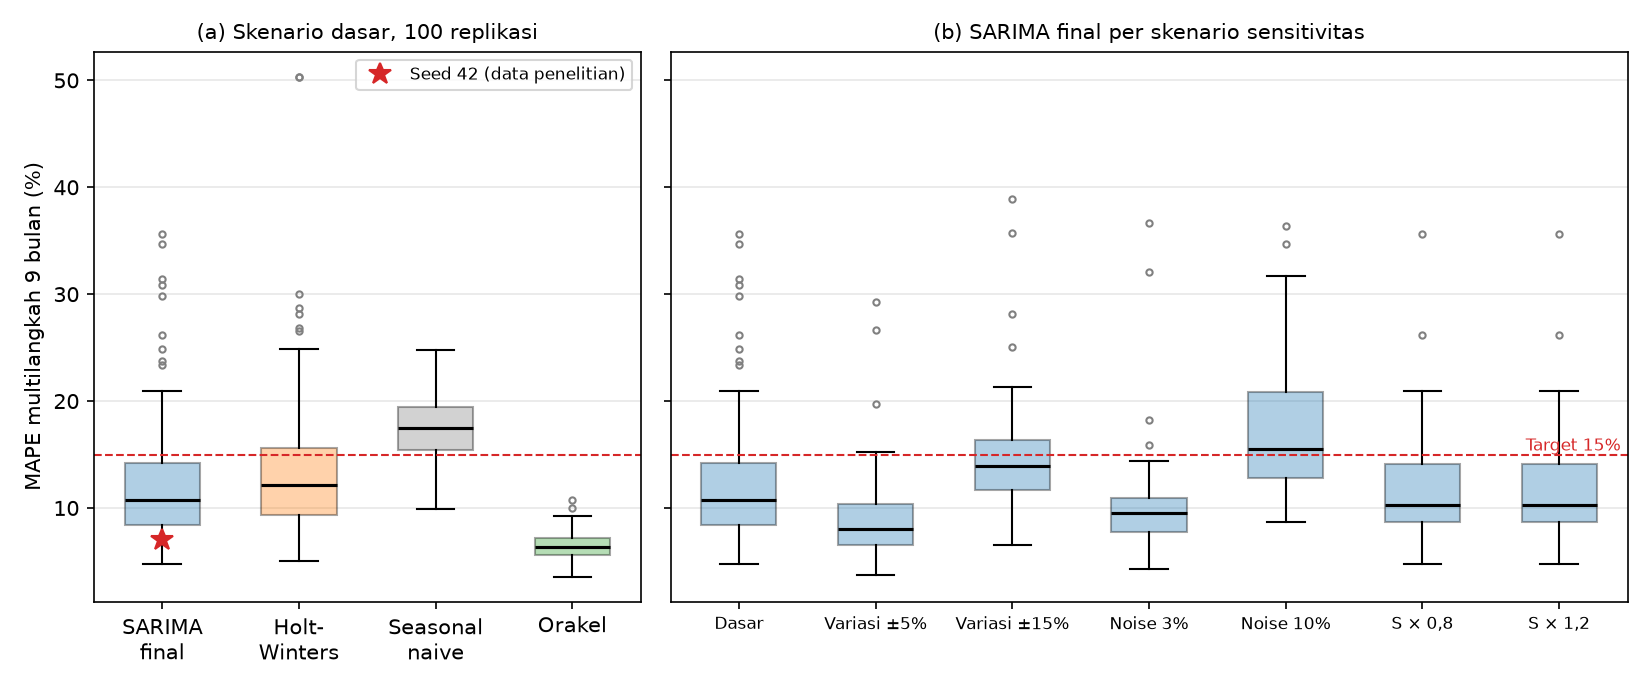 (a) Skenario dasar, 100 replikasi
MAPE multilangkah 9 bulan (%)
50
40
30
20
10
Seed 42 (data penelitian)
SARIMA
final
Holt-
Winters
Seasonal
naive
Orakel
(b) SARIMA final per skenario sensitivitas
Target 15%
Dasar
Variasi ±5%
Variasi ±15%
Noise 3%
Noise 10%
S × 0,8
S × 1,2